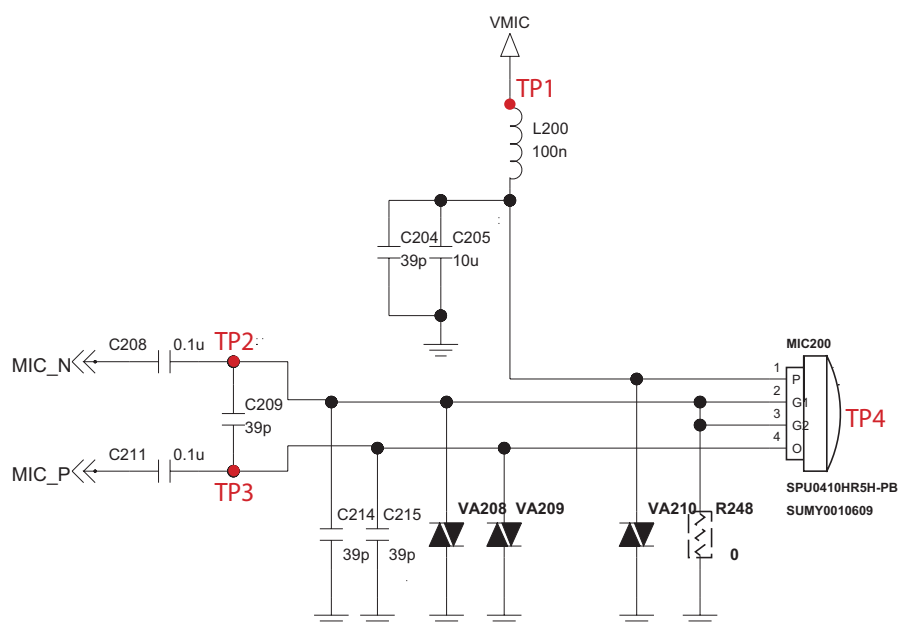 VMIC
TP1
L200
100n
C204
C205
39p
10u
TP2
C208
0.1u
MIC_N
C209
39p
C211
0.1u
MIC_P
TP3
MIC200
1
P
2
G1
3
G2
4
O
TP4
SPU0410HR5H-PB
SUMY0010609
C214
C215
39p
39p
VA208
VA209
VA210
R248
0